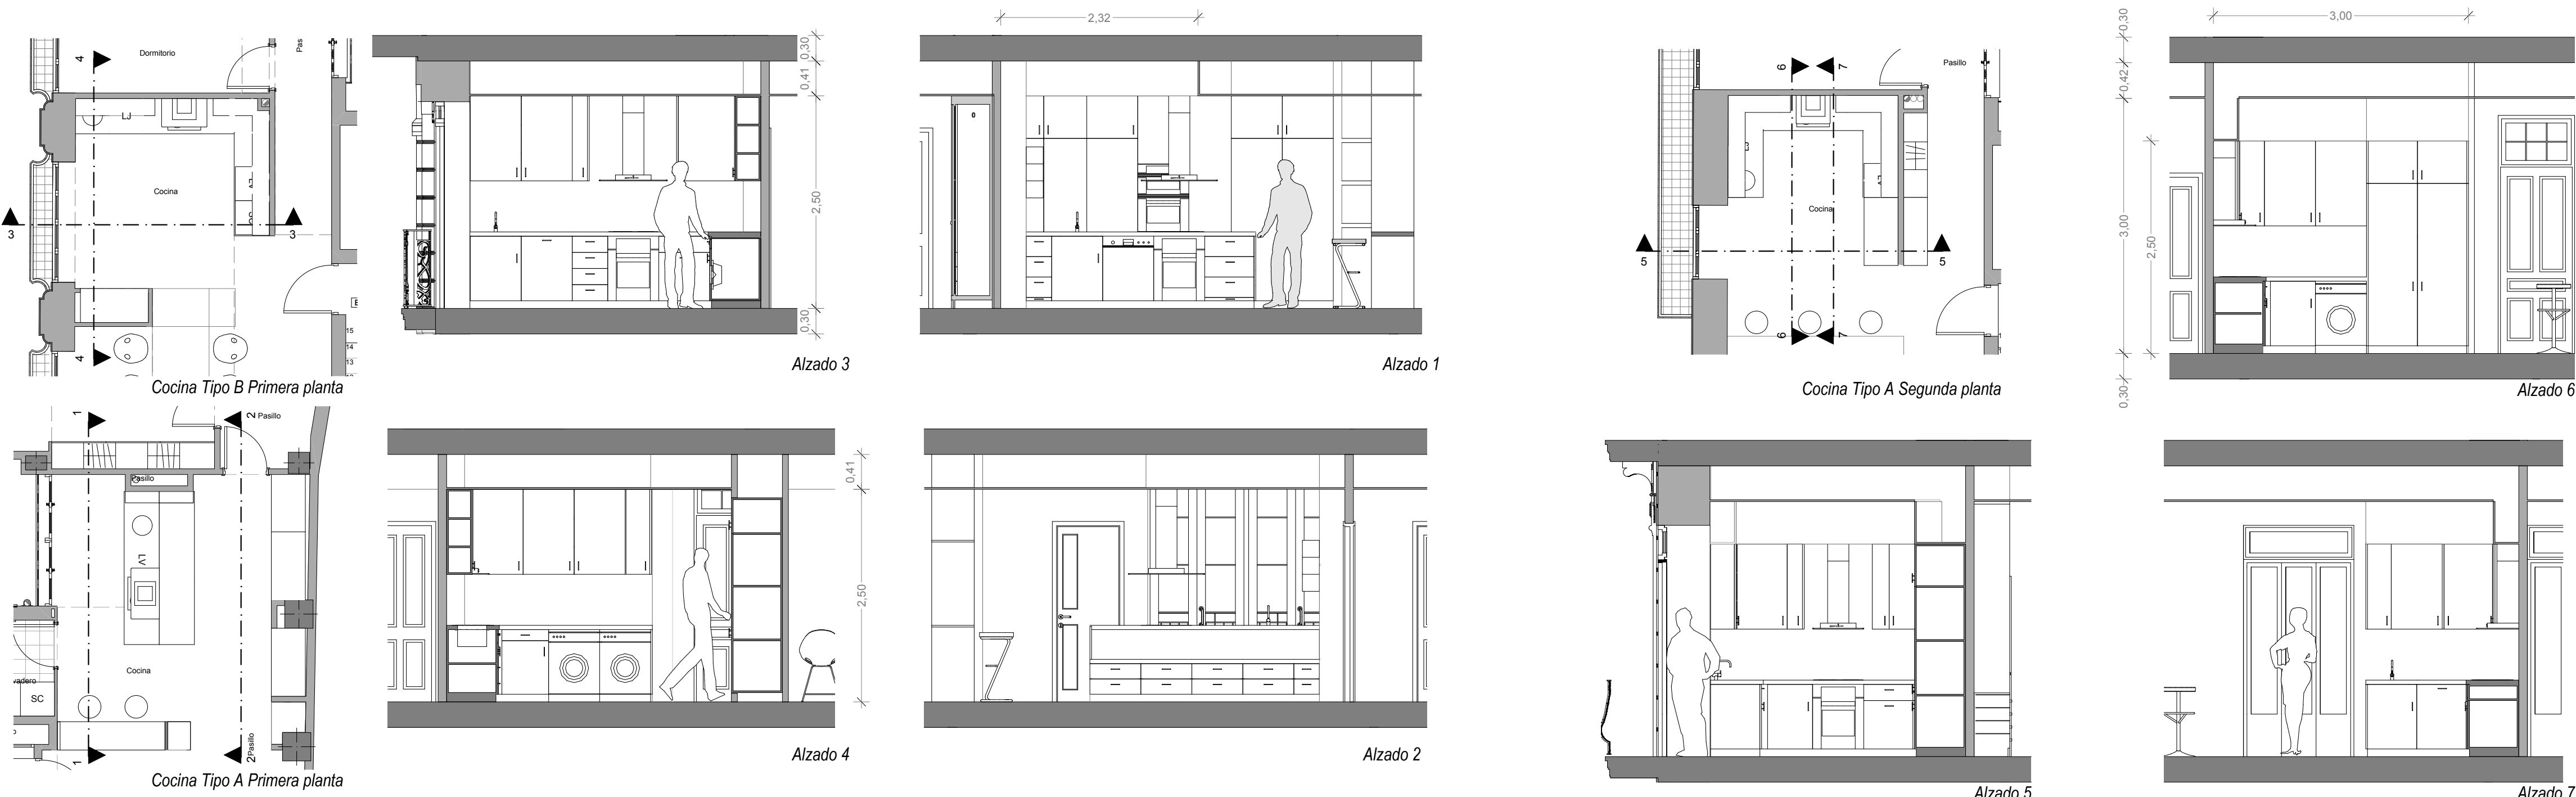 Dormitorio
Pas
4
LJ
Cocina
3
3
4
15
14
13
Cocina Tipo B Primera planta
0,30
0,41
2,50
0,30
Alzado 3
2,32
Alzado 1
Pasillo
6
7
Cocina
5
5
6
7
Cocina Tipo A Segunda planta
3,00
0,30
0,42
3,00
2,50
0,30
Alzado 6
1
2
Pasillo
Pasillo
LV
Cocina
vadero
SC
1
2
Pasillo
Cocina Tipo A Primera planta
0,41
2,50
Alzado 4
Alzado 2
Alzado 5
Alzado 7